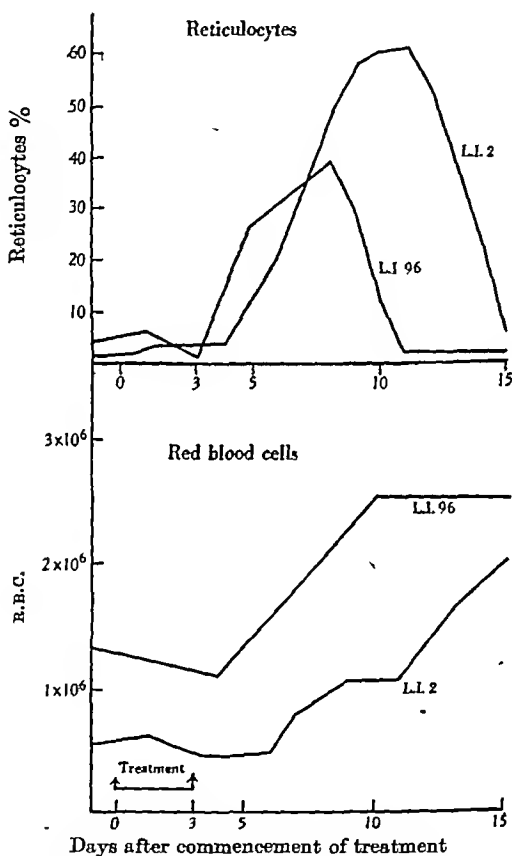 Reticulocytes
Reticulocytes %
60
50
40
30
20
10
L.I. 2
L.I. 96
0 3 5 10 15
Red blood cells
R.B.C.
3×10⁶
2×10⁶
1×10⁶
L.I. 96
L.I. 2
Treatment
0 3 5 10 15
Days after commencement of treatment